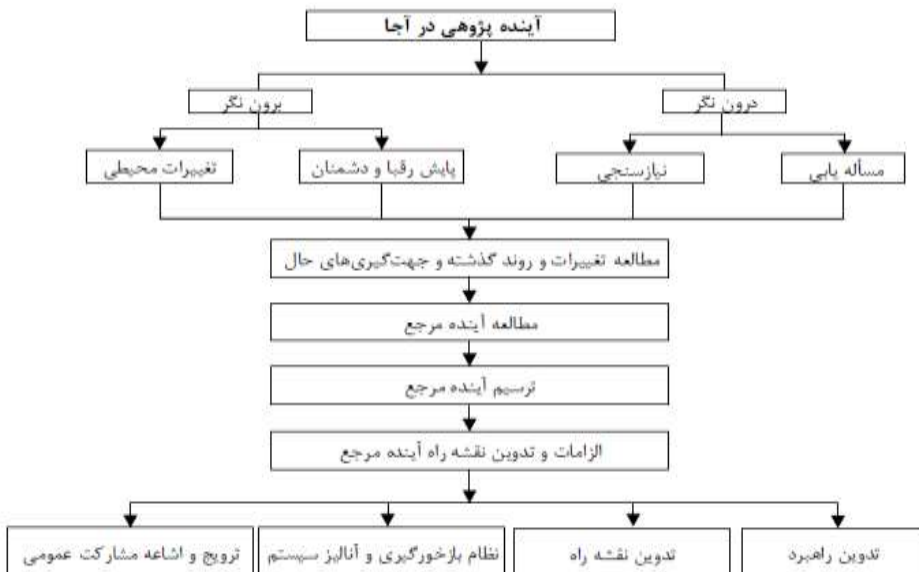 آینده پژوهی در آجا
درون نگر
برون نگر
مسأله یابی
نیازسنجی
پایش رقبا و دشمنان
تغییرات محیطی
مطالعه تغییرات و روند گذشته و جهت‌گیری‌های حال
مطالعه آینده مرجع
ترسیم آینده مرجع
الزامات و تدوین نقشه راه آینده مرجع
تدوین راهبرد
تدوین نقشه راه
نظام بازخورگیری و آنالیز سیستم
ترویج و اشاعه مشارکت عمومی